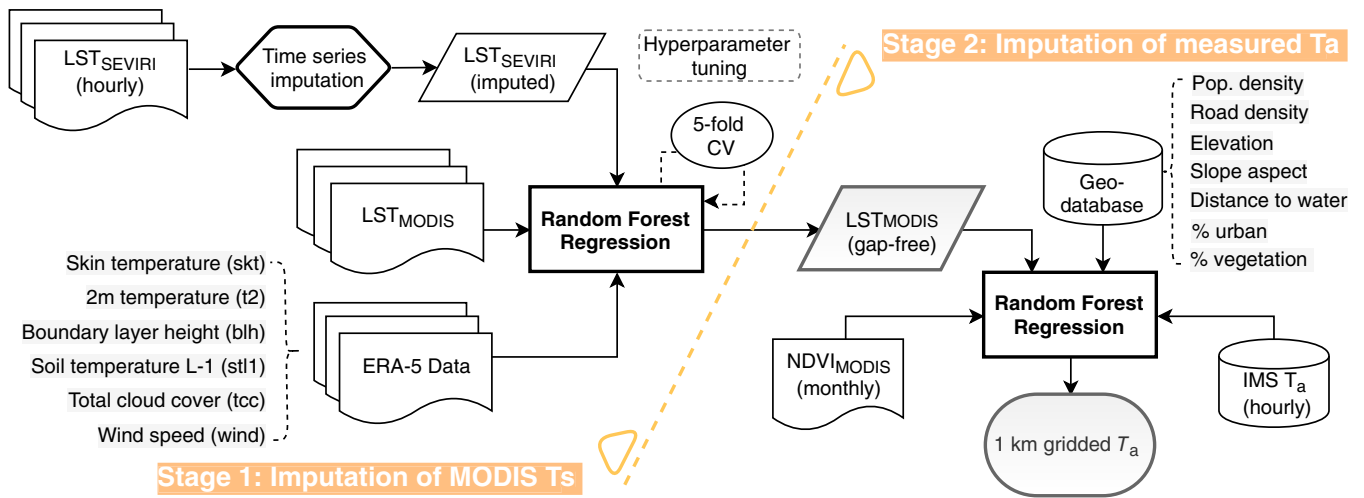 LST_SEVIRI
(hourly)
Time series
imputation
LST_SEVIRI
(imputed)
Hyperparameter
tuning
5-fold
CV
LST_MODIS
Random Forest
Regression
Skin temperature (skt)
2m temperature (t2)
Boundary layer height (blh)
Soil temperature L-1 (stl1)
Total cloud cover (tcc)
Wind speed (wind)
ERA-5 Data
Stage 1: Imputation of MODIS Ts
Stage 2: Imputation of measured Ta
Pop. density
Road density
Elevation
Slope aspect
Distance to water
% urban
% vegetation
Geo-
database
LST_MODIS
(gap-free)
Random Forest
Regression
NDVI_MODIS
(monthly)
IMS T_a
(hourly)
1 km gridded T_a